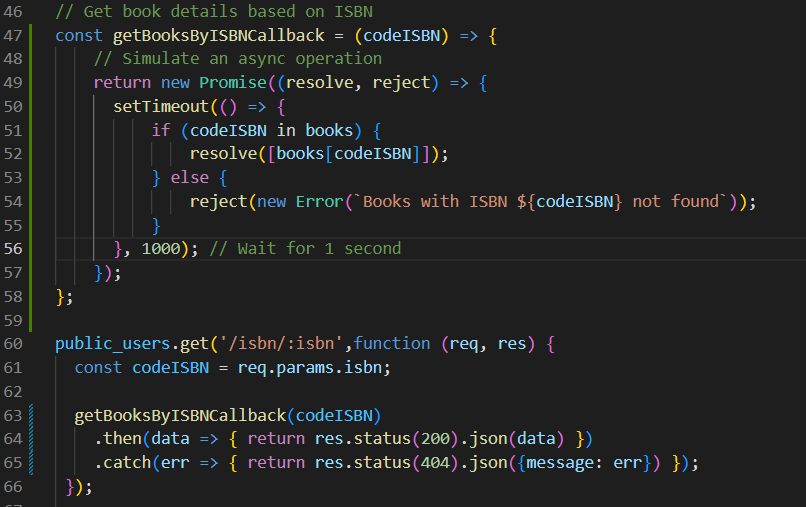 46 // Get book details based on ISBN
47 const getBooksByISBNCallback = (codeISBN) => {
48 // Simulate an async operation
49 return new Promise((resolve, reject) => {
50 setTimeout(() => {
51 if (codeISBN in books) {
52 resolve([books[codeISBN]]);
53 } else {
54 reject(new Error(`Books with ISBN ${codeISBN} not found`));
55 }
56 }, 1000); // Wait for 1 second
57 });
58 };
59
60 public_users.get('/isbn/:isbn',function (req, res) {
61 const codeISBN = req.params.isbn;
62
63 getBooksByISBNCallback(codeISBN)
64 .then(data => { return res.status(200).json(data) })
65 .catch(err => { return res.status(404).json({message: err}) });
66 });